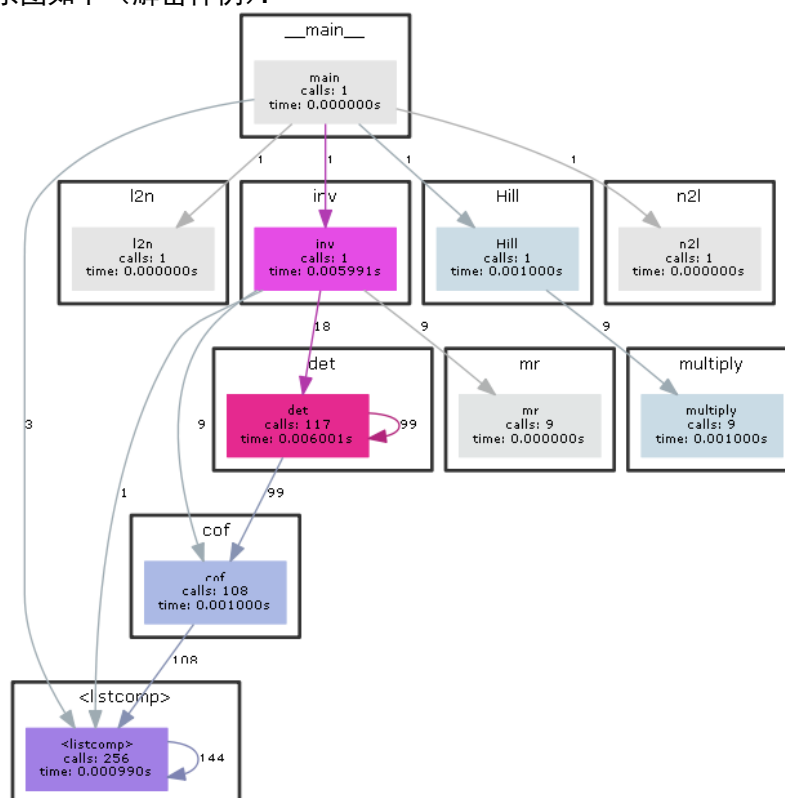 __main__
main
calls: 1
time: 0.000000s
1
1
1
1
l2n
inv
Hill
n2l
l2n
calls: 1
time: 0.000000s
inv
calls: 1
time: 0.005991s
Hill
calls: 1
time: 0.001000s
n2l
calls: 1
time: 0.000000s
18
9
9
det
mr
multiply
3
9
det
calls: 117
time: 0.006001s
99
mr
calls: 9
time: 0.000000s
multiply
calls: 9
time: 0.001000s
1
99
cof
cof
calls: 108
time: 0.001000s
108
<listcomp>
<listcomp>
calls: 256
time: 0.000990s
144